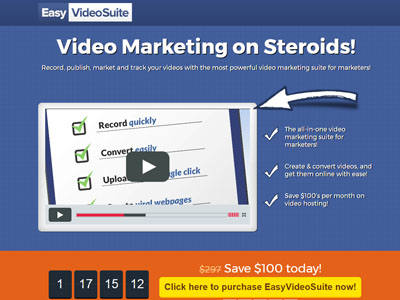 Easy VideoSuite
Video Marketing on Steroids!
Record, publish, market and track your videos with the most powerful video marketing suite for marketers!
Record quickly
Convert easily
Uploa single click
te viral webpages
The all-in-one video
marketing suite for
marketers!
Create & convert videos, and
get them online with ease!
Save $100's per month on
video hosting!
$297 Save $100 today!
1 17 15 12
Click here to purchase EasyVideoSuite now!